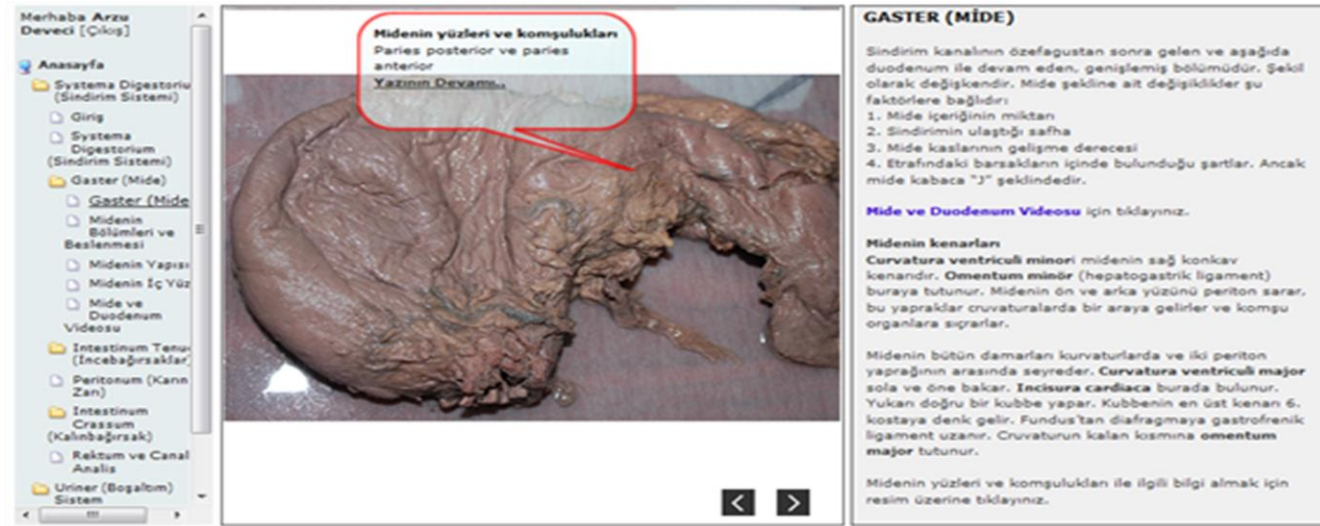 Merhaba Arzu
Deveci [Çıkış]
Anasayfa
Systema Digestoriu
(Sindirim Sistemi)
Giriş
Systema
Digestorium
(Sindirim Sistemi)
Gaster (Mide)
Gaster (Mide
Midenin
Bölümleri ve
Beslenmesi
Midenin Yapısı
Midenin İç Yüz
Mide ve
Duodenum
Videosu
Intestinum Tenu
(İncebağırsaklar)
Peritonum (Karın
Zarı)
Intestinum
Crassum
(Kalınbağırsak)
Rektum ve Canal
Analis
Uriner (Boşaltım)
Sistem
Midenin yüzleri ve komşulukları
Paries posterior ve paries
anterior
Yazının Devamı..
GASTER (MİDE)
Sindirim kanalının özefagustan sonra gelen ve aşağıda
duodenum ile devam eden, genişlemiş bölümüdür. Şekil
olarak değişkendir. Mide şekline ait değişiklikler şu
faktörlere bağlıdır:
1. Mide içeriğinin miktarı
2. Sindirimin ulaştığı safha
3. Mide kaslarının gelişme derecesi
4. Etrafındaki barsakların içinde bulunduğu şartlar. Ancak
mide kabaca "J" şeklindedir.
Mide ve Duodenum Videosu için tıklayınız.
Midenin kenarları
Curvatura ventriculi minori midenin sağ konkav
kenarıdır. Omentum minör (hepatogastrik ligament)
buraya tutunur. Midenin ön ve arka yüzünü periton sarar,
bu yapraklar cruvaturalarda bir araya gelirler ve komşu
organlara sıçrarlar.
Midenin bütün damarları kurvaturlarda ve iki periton
yaprağının arasında seyreder. Curvatura ventriculi major
sola ve öne bakar. Incisura cardiaca burada bulunur.
Yukarı doğru bir kubbe yapar. Kubbenin en üst kenarı 6.
kostaya denk gelir. Fundus'tan diafragmaya gastrofrenik
ligament uzanır. Cruvaturun kalan kısmına omentum
major tutunur.
Midenin yüzleri ve komşulukları ile ilgili bilgi almak için
resim üzerine tıklayınız.